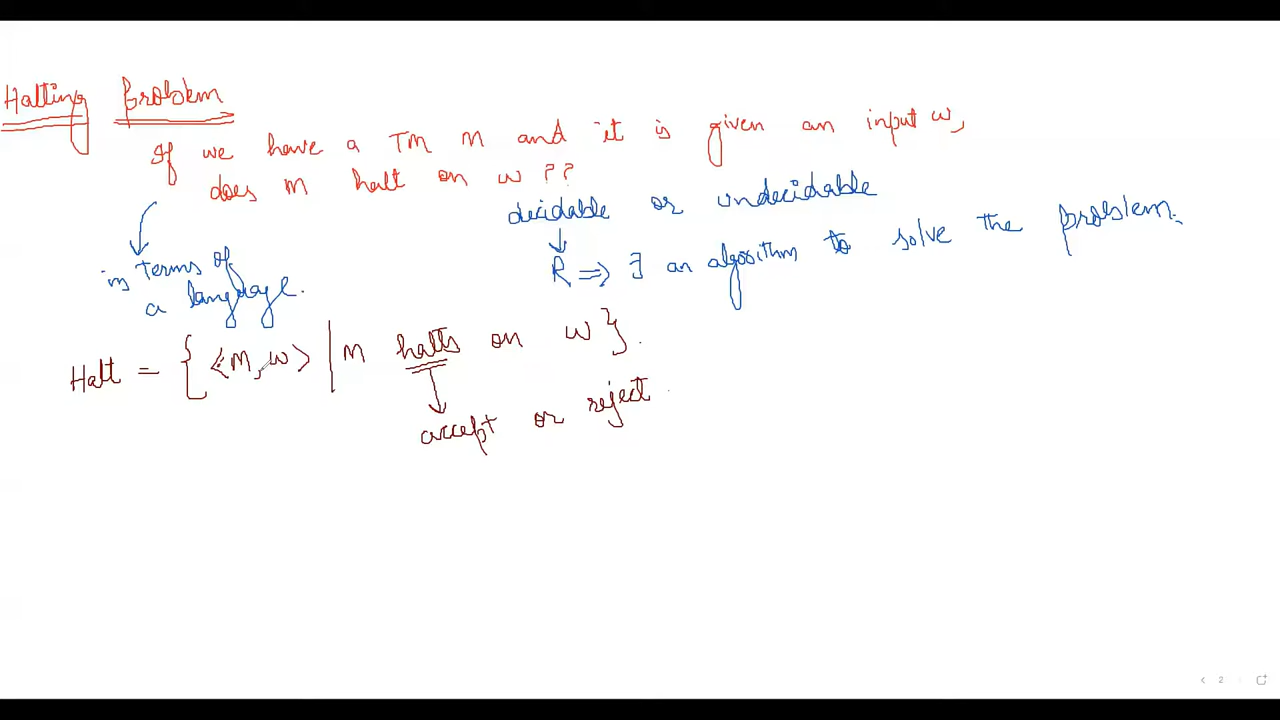 Halting Problem
If we have a TM M and it is given an input w,
does M halt on w ??
decidable or undecidable
R ⇒ ∃ an algorithm to solve the problem.
in terms of
a language.
Halt = { <M, w> | M halts on w }.
accept or reject.
2